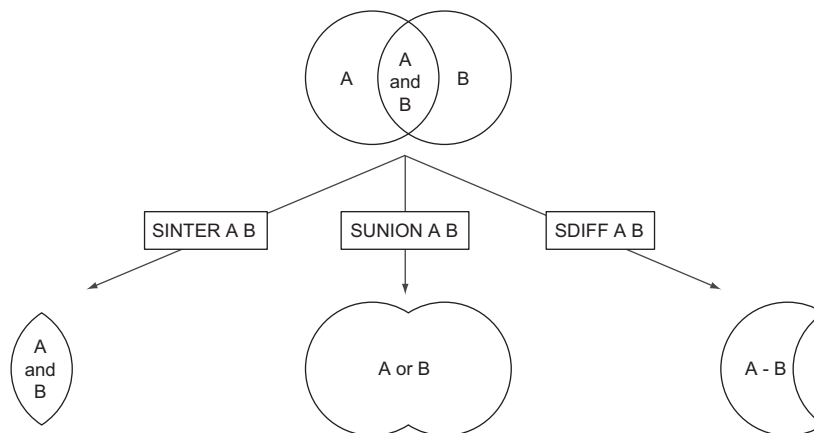 A
A
and
B
B
SINTER A B
SUNION A B
SDIFF A B
A
and
B
A or B
A - B